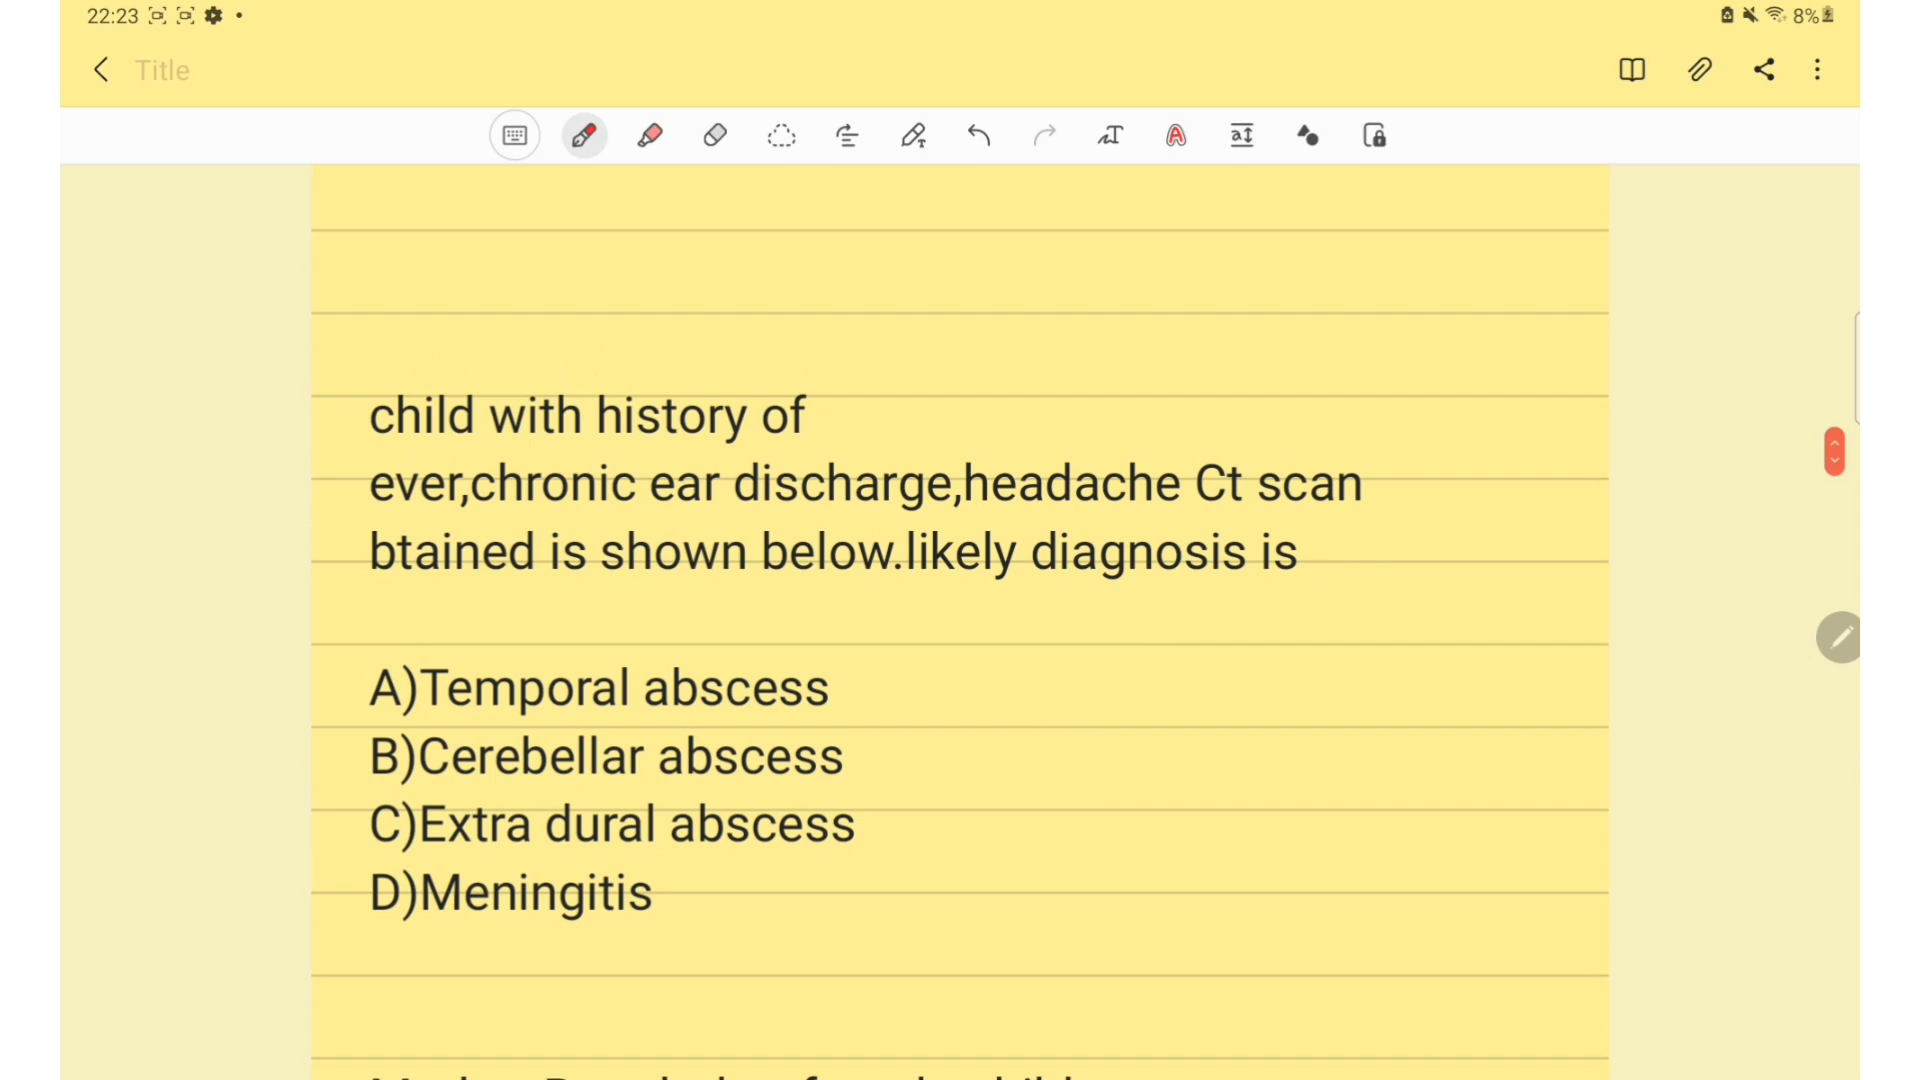 22:23
8%
Title
child with history of
ever,chronic ear discharge,headache Ct scan
btained is shown below.likely diagnosis is
A)Temporal abscess
B)Cerebellar abscess
C)Extra dural abscess
D)Meningitis